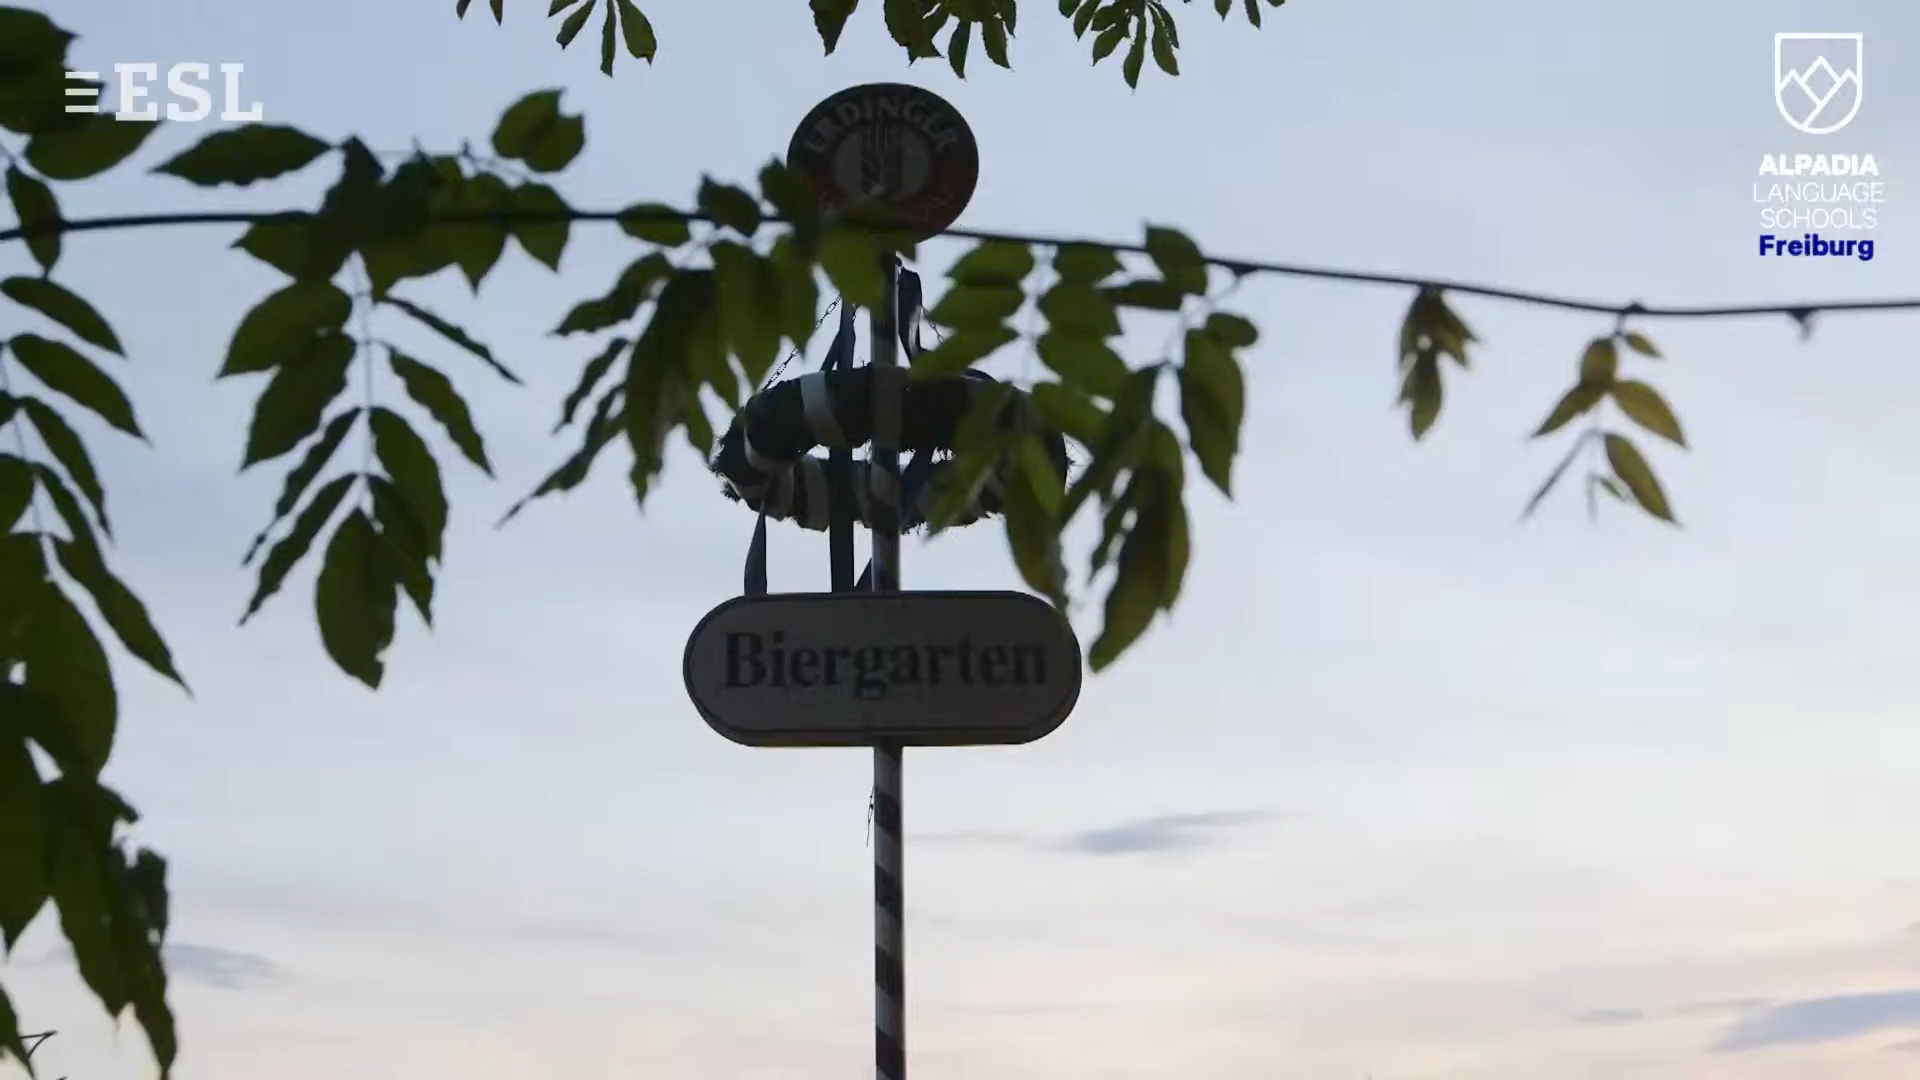 ESL
ERDINGER
ALPADIA
LANGUAGE
SCHOOLS
Freiburg
Biergarten